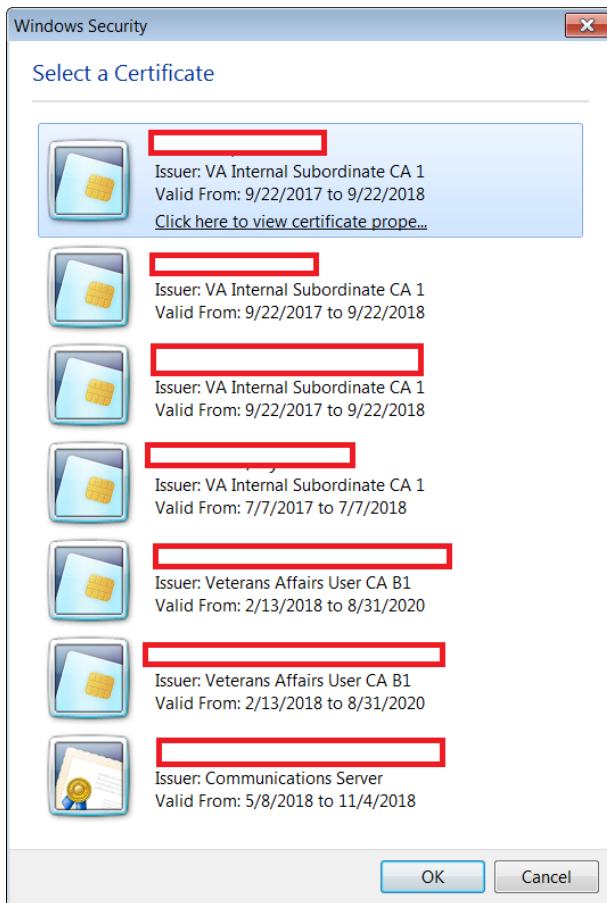 Windows Security
Select a Certificate
Issuer: VA Internal Subordinate CA 1
Valid From: 9/22/2017 to 9/22/2018
Click here to view certificate prope...
Issuer: VA Internal Subordinate CA 1
Valid From: 9/22/2017 to 9/22/2018
Issuer: VA Internal Subordinate CA 1
Valid From: 9/22/2017 to 9/22/2018
Issuer: VA Internal Subordinate CA 1
Valid From: 7/7/2017 to 7/7/2018
Issuer: Veterans Affairs User CA B1
Valid From: 2/13/2018 to 8/31/2020
Issuer: Veterans Affairs User CA B1
Valid From: 2/13/2018 to 8/31/2020
Issuer: Communications Server
Valid From: 5/8/2018 to 11/4/2018
OK
Cancel